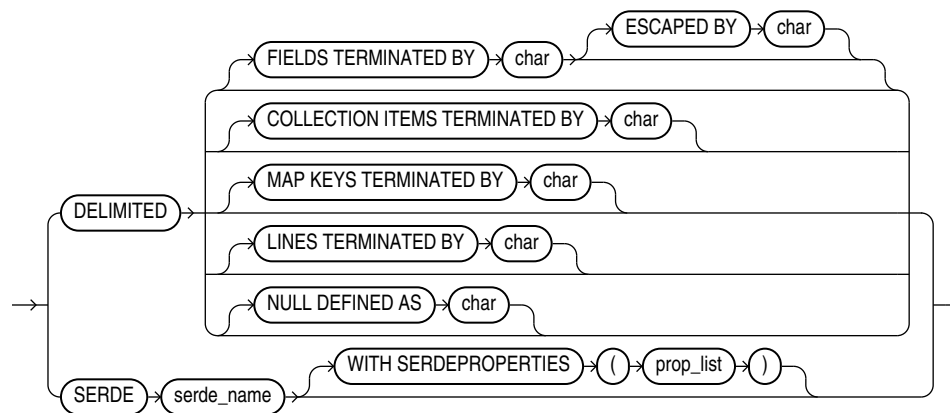 ESCAPED BY char
FIELDS TERMINATED BY char
COLLECTION ITEMS TERMINATED BY char
MAP KEYS TERMINATED BY char
DELIMITED
LINES TERMINATED BY char
NULL DEFINED AS char
WITH SERDEPROPERTIES ( prop_list )
SERDE serde_name